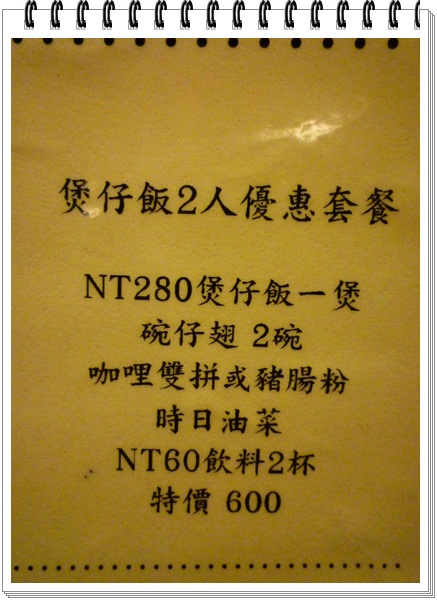 煲仔飯2人優惠套餐
NT280煲仔飯一煲
碗仔翅 2碗
咖哩雙拼或豬腸粉
時日油菜
NT60飲料2杯
特價 600